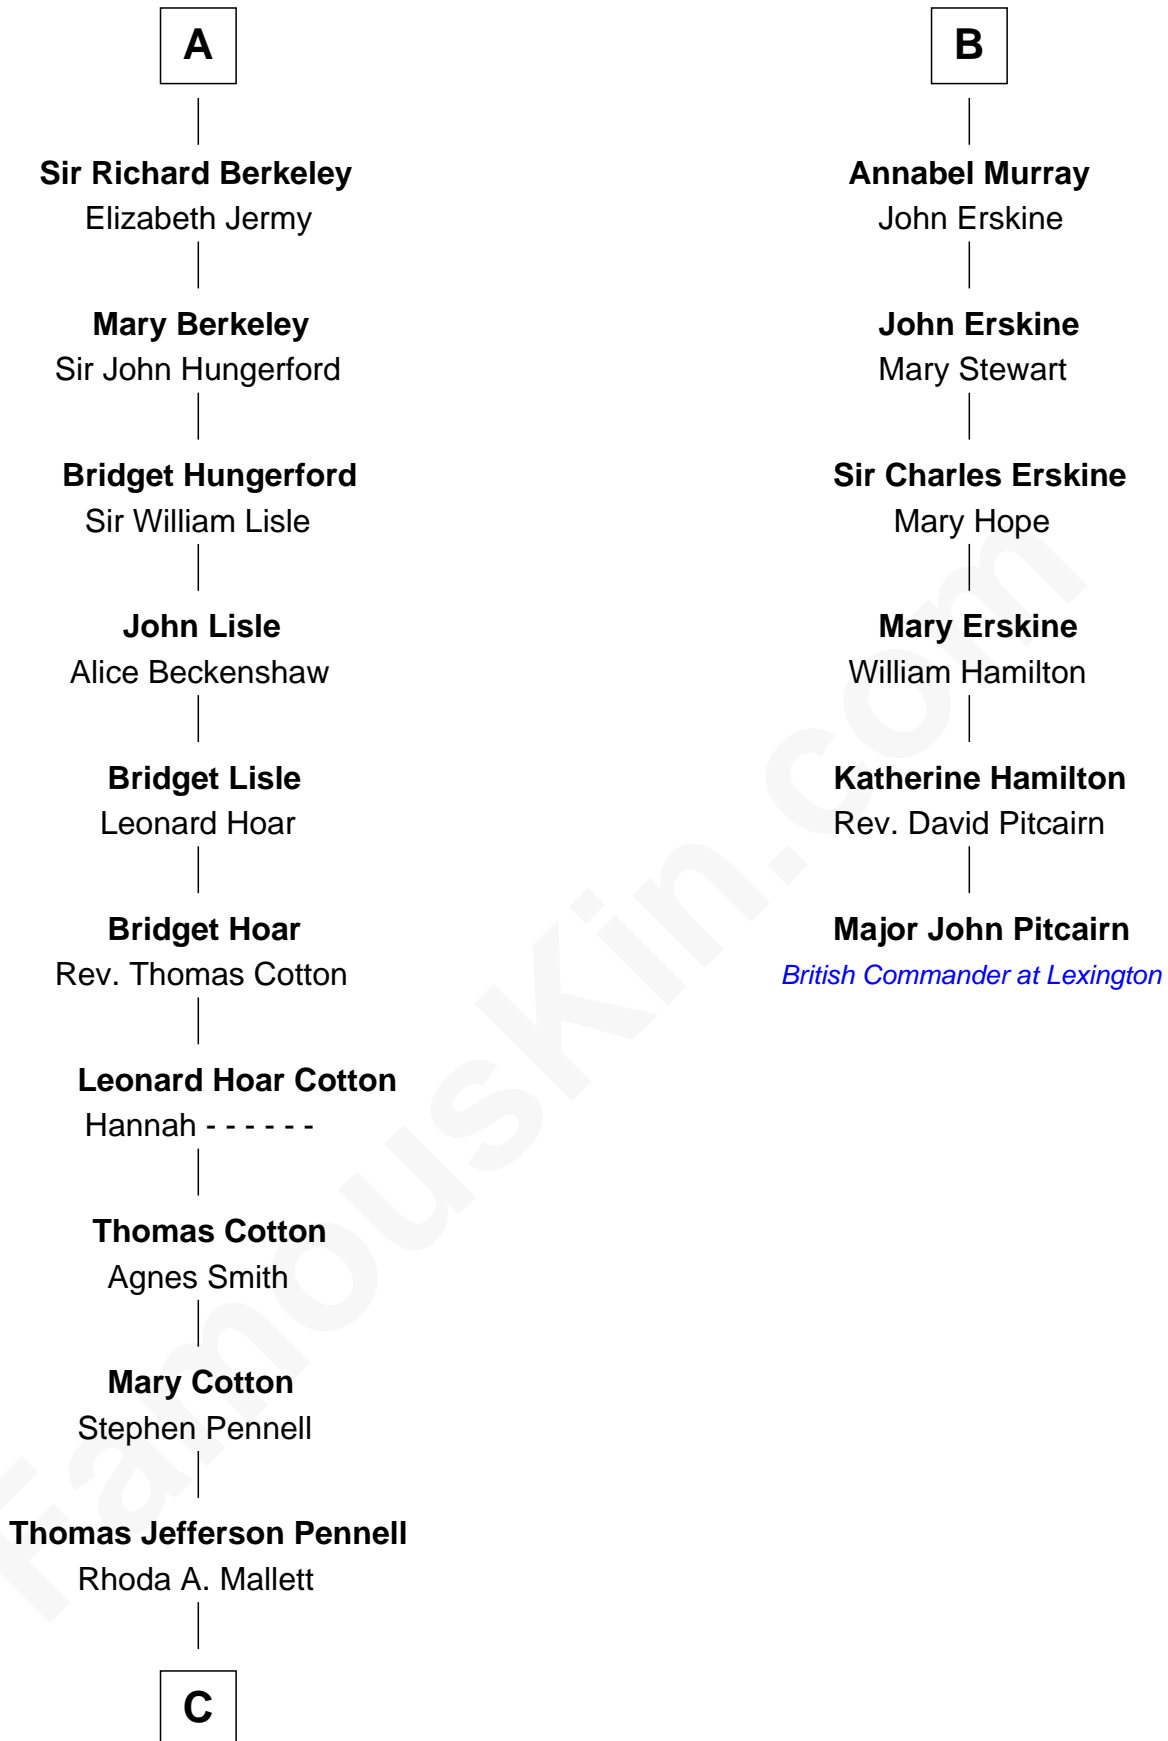 A
Sir Richard Berkeley
Elizabeth Jermy
Mary Berkeley
Sir John Hungerford
Bridget Hungerford
Sir William Lisle
John Lisle
Alice Beckenshaw
Bridget Lisle
Leonard Hoar
Bridget Hoar
Rev. Thomas Cotton
Leonard Hoar Cotton
Hannah - - - - - -
Thomas Cotton
Agnes Smith
Mary Cotton
Stephen Pennell
Thomas Jefferson Pennell
Rhoda A. Mallett
C
B
Annabel Murray
John Erskine
John Erskine
Mary Stewart
Sir Charles Erskine
Mary Hope
Mary Erskine
William Hamilton
Katherine Hamilton
Rev. David Pitcairn
Major John Pitcairn
British Commander at Lexington
FamousKin.com